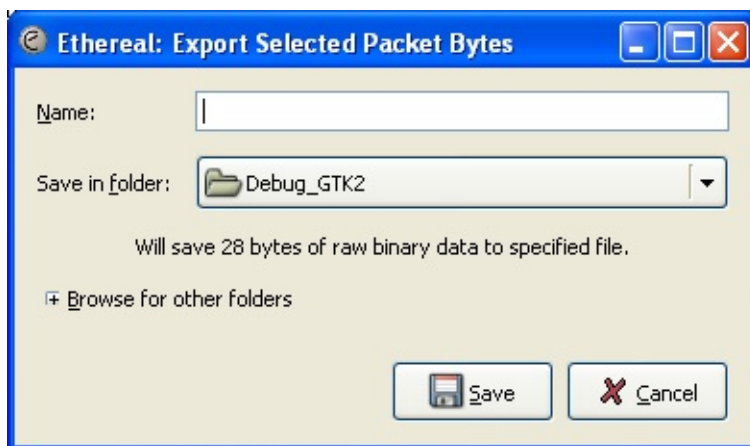 Ethereal: Export Selected Packet Bytes
Name:
Save in folder: Debug_GTK2
Will save 28 bytes of raw binary data to specified file.
Browse for other folders
Save Cancel